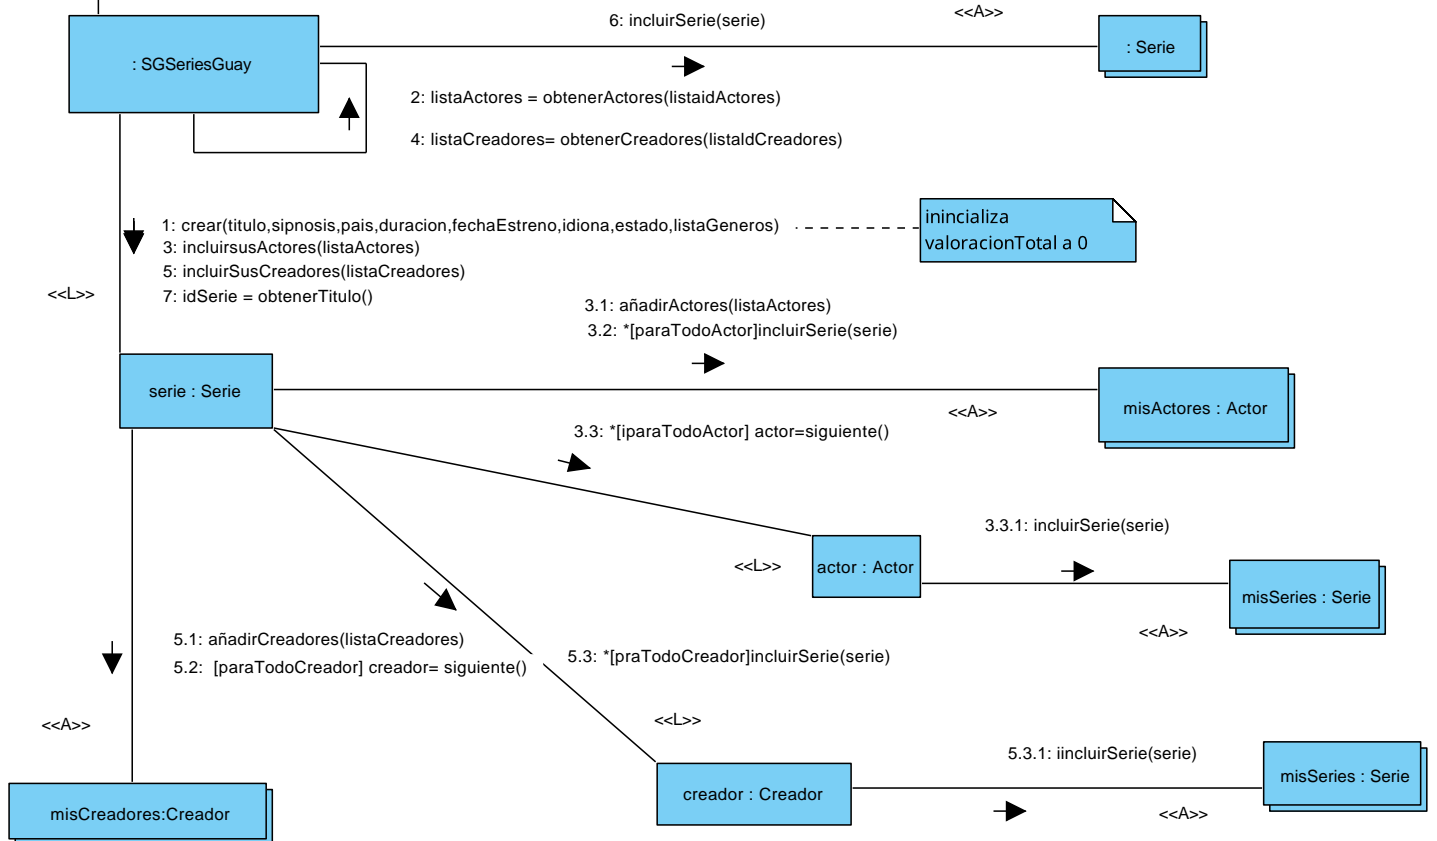 6: incluirSerie(serie)
<<A>>
: SGSeriesGuay
: Serie
2: listaActores = obtenerActores(listaidActores)
4: listaCreadores= obtenerCreadores(listaIdCreadores)
1: crear(titulo,sipnosis,pais,duracion,fechaEstreno,idiona,estado,listaGeneros)
3: incluirsusActores(listaActores)
5: incluirSusCreadores(listaCreadores)
7: idSerie = obtenerTitulo()
inincializa
valoracionTotal a 0
<<L>>
3.1: añadirActores(listaActores)
3.2: *[paraTodoActor]incluirSerie(serie)
serie : Serie
misActores : Actor
<<A>>
3.3: *[iparaTodoActor] actor=siguiente()
3.3.1: incluirSerie(serie)
<<L>>
actor : Actor
misSeries : Serie
<<A>>
5.1: añadirCreadores(listaCreadores)
5.2:  [paraTodoCreador] creador= siguiente()
5.3: *[praTodoCreador]incluirSerie(serie)
<<A>>
<<L>>
5.3.1: iincluirSerie(serie)
misCreadores:Creador
creador : Creador
misSeries : Serie
<<A>>